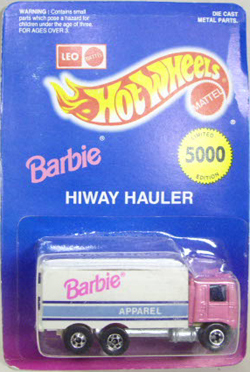 WARNING: Contains small
parts which pose a hazard for
children under the age of three.
FOR AGES OVER 3
DIE CAST
METAL PARTS.
LEO
MATTEL
HOT WHEELS
MATTEL
LIMITED
5000
EDITION
Barbie
HIWAY HAULER
Barbie
APPAREL